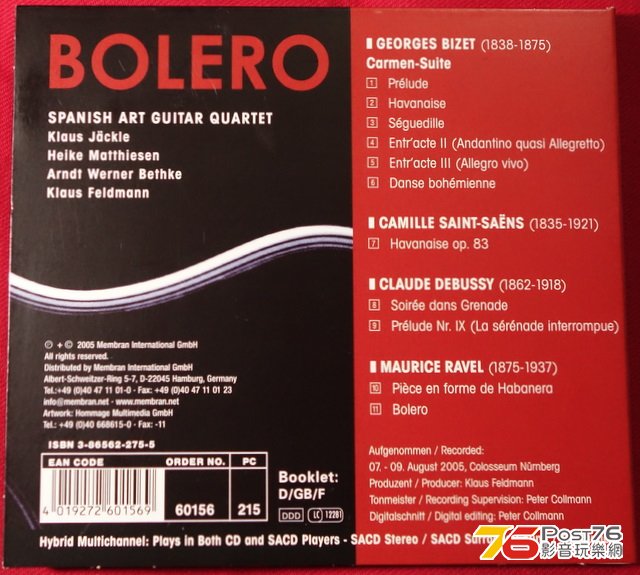 BOLERO
SPANISH ART GUITAR QUARTET
Klaus Jäckle
Heike Matthiesen
Arndt Werner Bethke
Klaus Feldmann
℗ + © 2005 Membran International GmbH
All rights reserved.
Distributed by Membran International GmbH
Albert-Schweitzer-Ring 5-7, D-22045 Hamburg, Germany
Tel.:+49 (0)40 47 11 01-0 · Fax: +49 (0)40 47 11 01 23
info@membran.net · www.membran.net
Artwork: Hommage Multimedia GmbH
Tel.: +49 (0)40 668615-0 · Fax: -11
ISBN 3-86562-275-5
EAN CODE
ORDER NO.
PC
4 019272 601569
60156
215
Booklet:
D/GB/F
DDD
LC 12281
GEORGES BIZET (1838-1875)
Carmen-Suite
1 Prélude
2 Havanaise
3 Séguedille
4 Entr'acte II (Andantino quasi Allegretto)
5 Entr'acte III (Allegro vivo)
6 Danse bohémienne
CAMILLE SAINT-SAËNS (1835-1921)
7 Havanaise op. 83
CLAUDE DEBUSSY (1862-1918)
8 Soirée dans Grenade
9 Prélude Nr. IX (La sérénade interrompue)
MAURICE RAVEL (1875-1937)
10 Pièce en forme de Habanera
11 Bolero
Aufgenommen / Recorded:
07. - 09. August 2005, Colosseum Nürnberg
Produzent / Producer: Klaus Feldmann
Tonmeister / Recording Supervision: Peter Collmann
Digitalschnitt / Digital editing: Peter Collmann
Hybrid Multichannel: Plays in Both CD and SACD Players - SACD Stereo / SACD
76 Post76
影音玩樂網